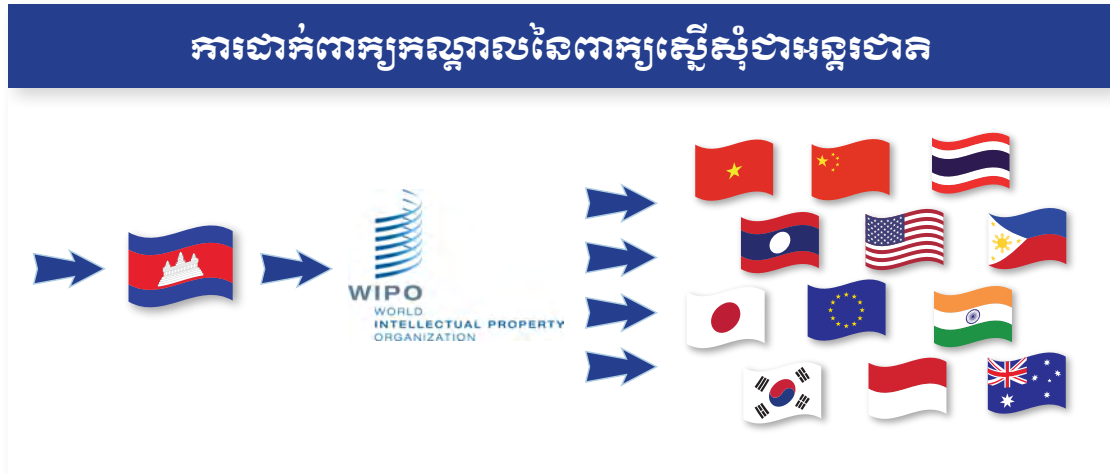 ការដាក់ពាក្យកណ្តាលនៃពាក្យស្នើសុំជាអន្តរជាតិ
WIPO
WORLD
INTELLECTUAL PROPERTY
ORGANIZATION